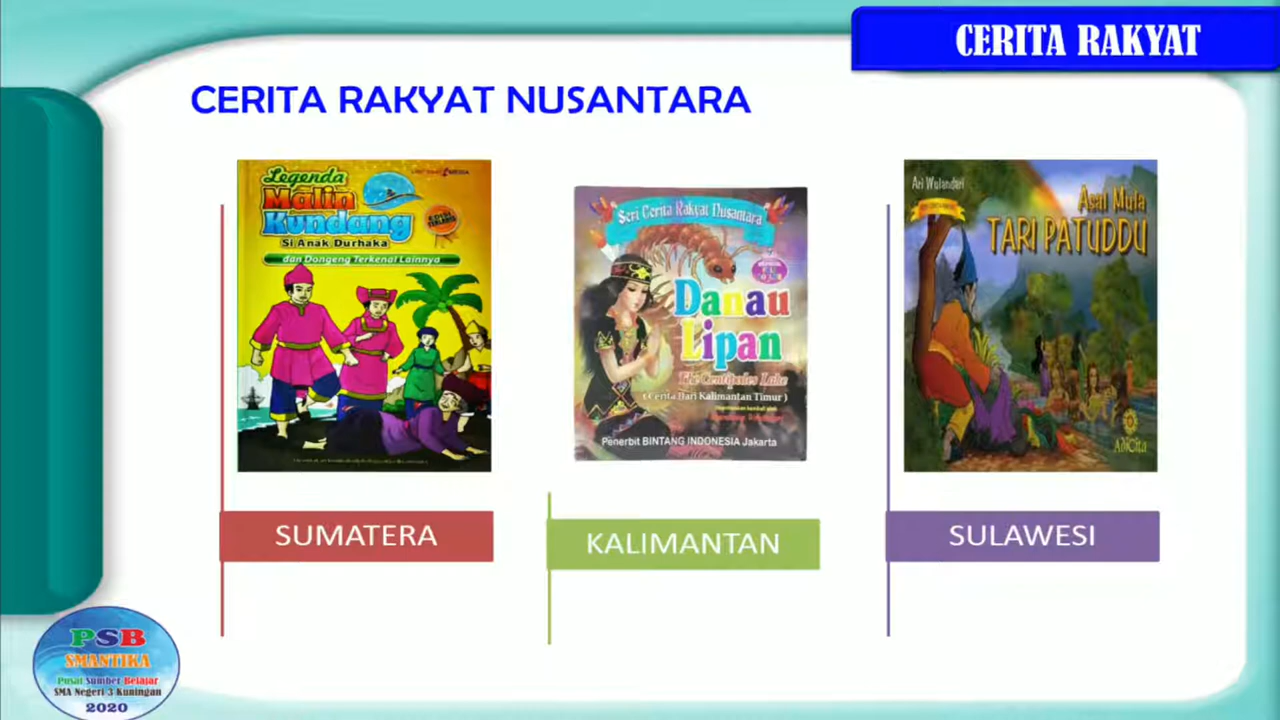 CERITA RAKYAT
CERITA RAKYAT NUSANTARA
Legenda
Malin
Kundang
Si Anak Durhaka
dan Dongeng Terkenal Lainnya
Seri Cerita Rakyat Nusantara
Danau
Lipan
The Centipedes Lake
(Cerita Dari Kalimantan Timur)
Penerbit BINTANG INDONESIA Jakarta
Ari Wulandari
Asal Mula
TARI PATUDDU
AdiCita
SUMATERA
KALIMANTAN
SULAWESI
PSB
SMANTIKA
Pusat Sumber Belajar
SMA Negeri 3 Kuningan
2020